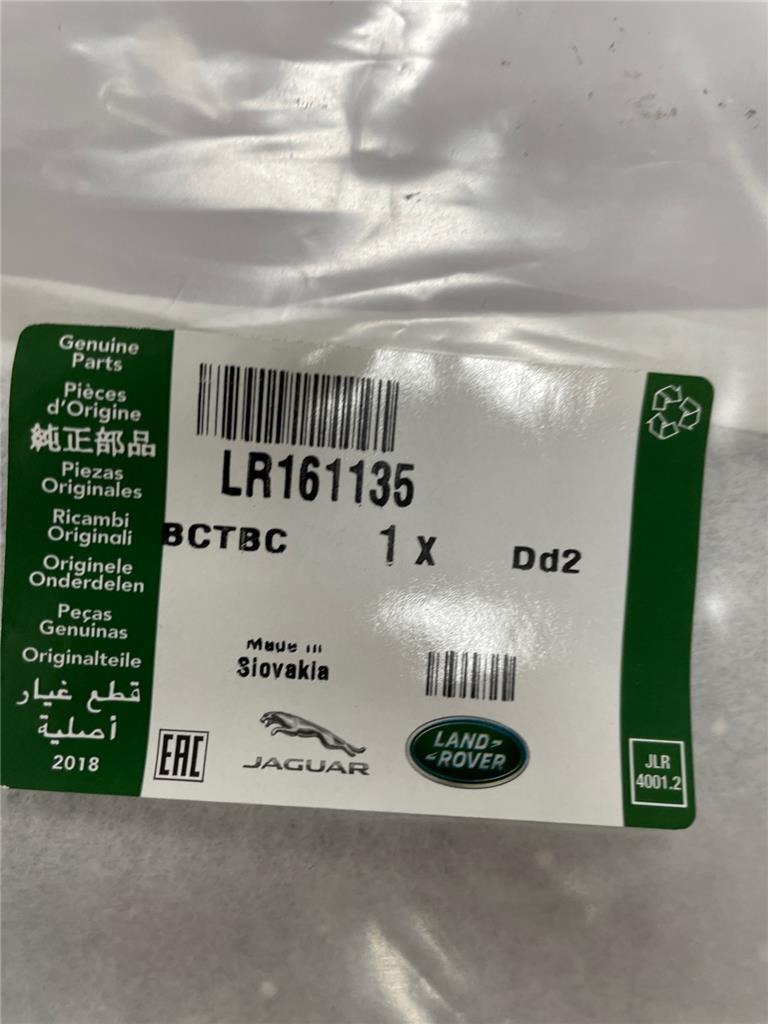 Genuine
Parts
Pièces
d'Origine
純正部品
Piezas
Originales
Ricambi
Originali
Originele
Onderdelen
Peças
Genuinas
Originalteile
قطع غيار
أصلية
2018
LR161135
BCTBC 1 x Dd2
Made in
Slovakia
EAC
JAGUAR
LAND
ROVER
JLR
4001.2